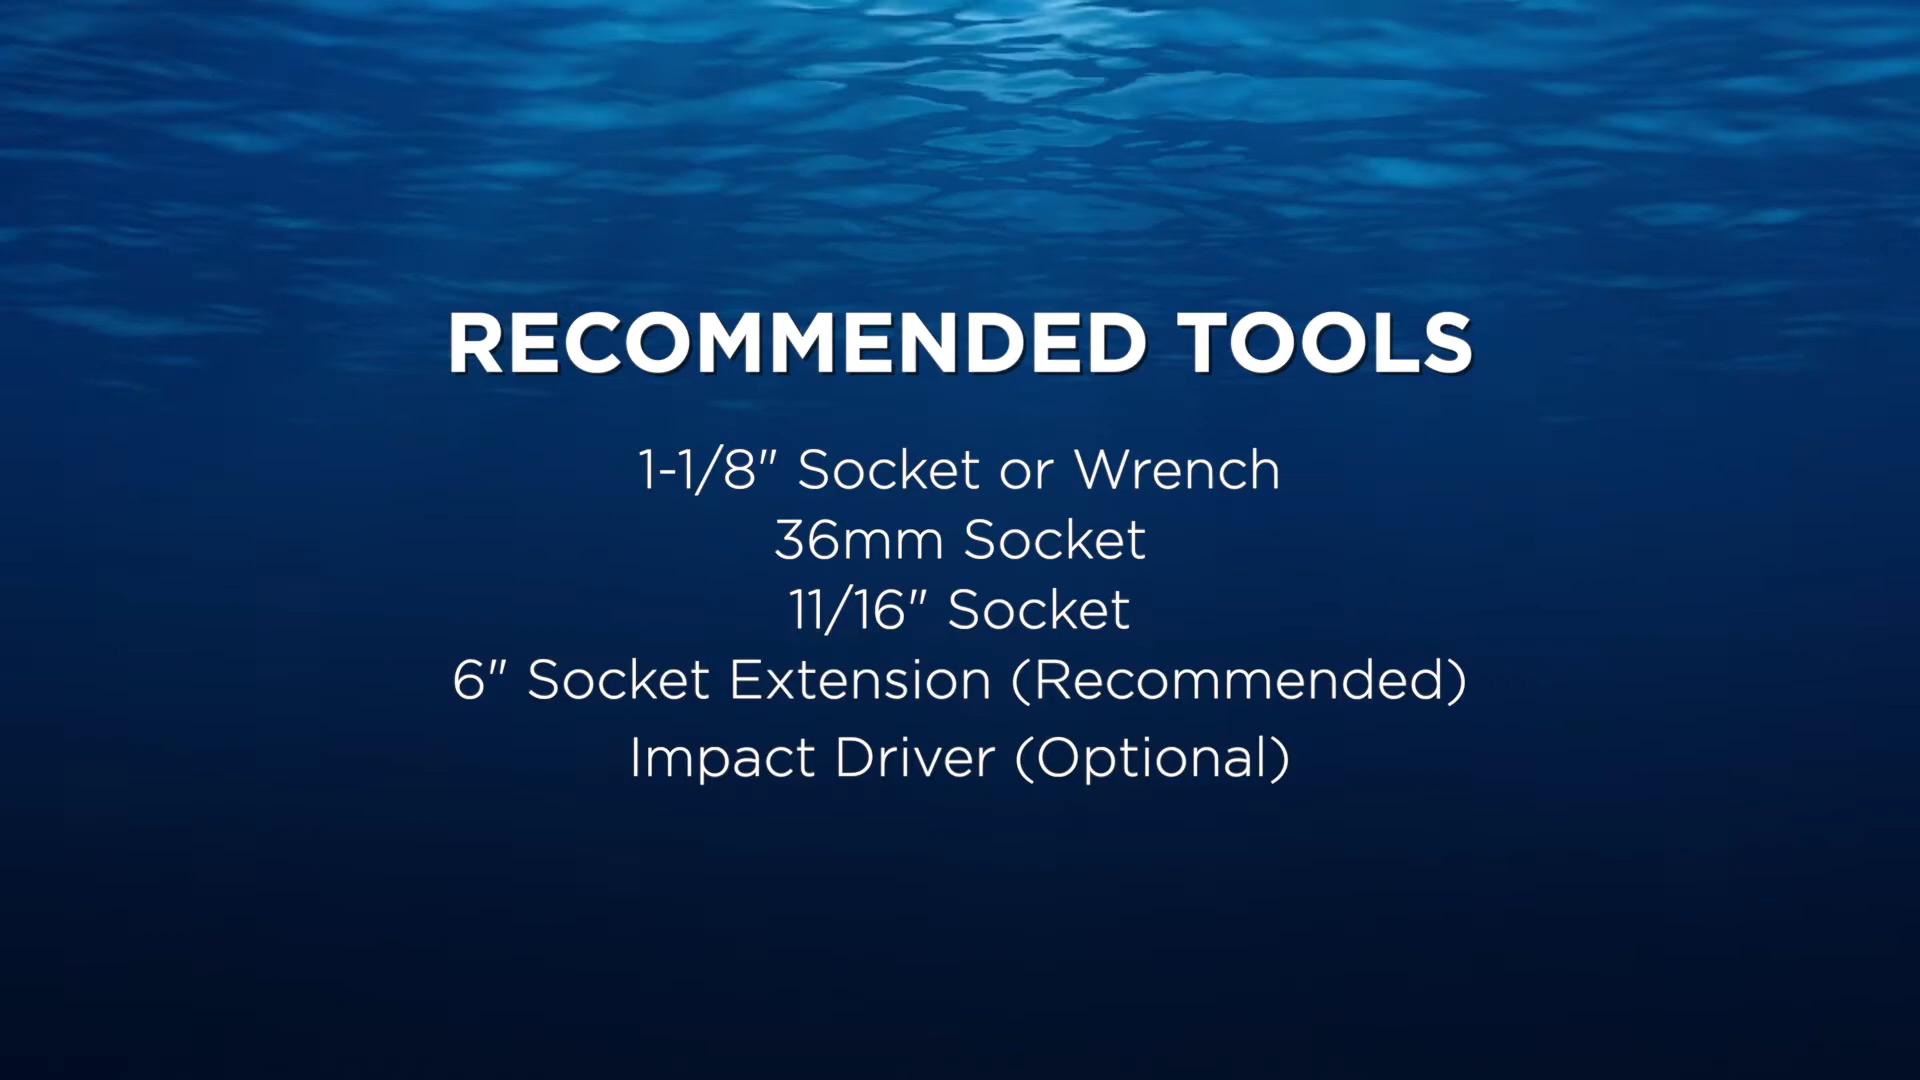 RECOMMENDED TOOLS
1-1/8" Socket or Wrench
36mm Socket
11/16" Socket
6" Socket Extension (Recommended)
Impact Driver (Optional)